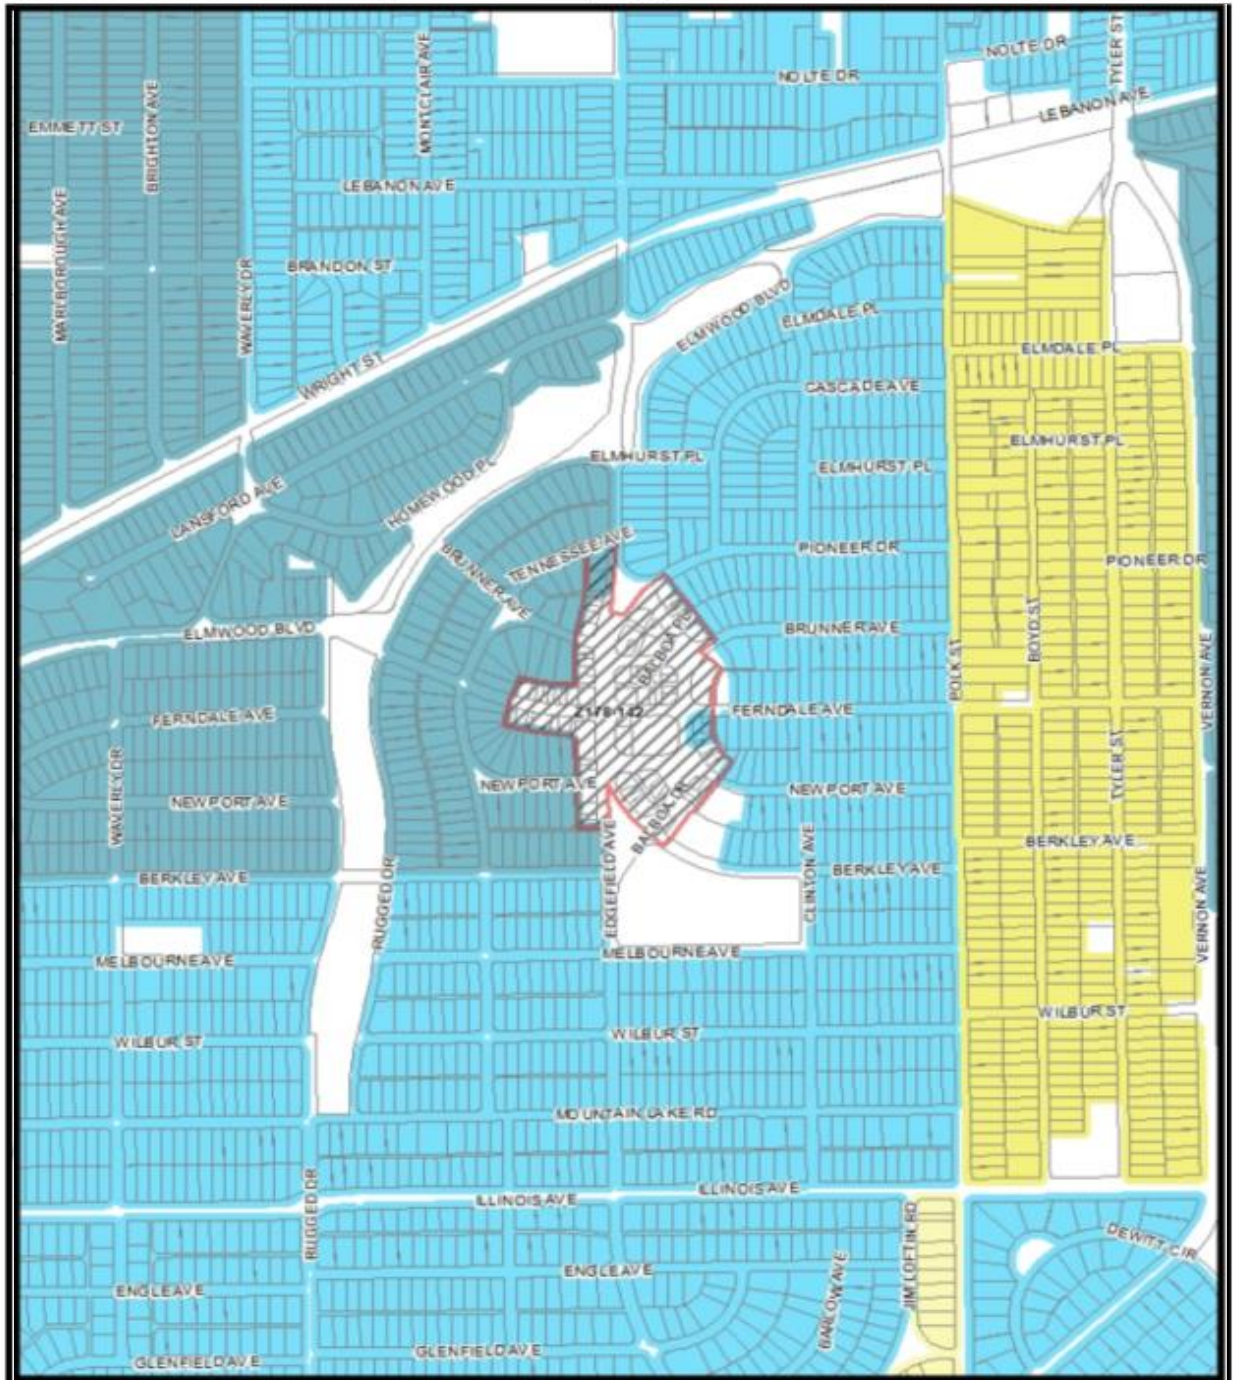 NOLTE DR
TYLER ST
NOLTE DR
MONTCLAIR AVE
BRIGHTON AVE
LEBANON AVE
EMMETT ST
LEBANON AVE
MARLBOROUGH AVE
BRANDON ST
WAVERLY DR
ELMWOOD BLVD
ELMDALE PL
ELMDALE PL
WRIGHT ST
CASCADE AVE
ELMHURST PL
ELMHURST PL
ELMHURST PL
HOMEWOOD PL
LANSFORD AVE
TENNESSEE AVE
PIONEER DR
PIONEER DR
BRUNNER AVE
ELMWOOD BLVD
BRUNNER AVE
BOYD ST
BALBOA PL
POLK ST
VERNON AVE
FERNDALE AVE
Z178-142
FERNDALE AVE
WAVERLY DR
TYLER ST
NEWPORT AVE
NEWPORT AVE
NEWPORT AVE
BALBOA DR
EDGEFIELD AVE
BERKLEY AVE
CLINTON AVE
BERKLEY AVE
BERKLEY AVE
RUGGED DR
VERNON AVE
MELBOURNE AVE
MELBOURNE AVE
WILBUR ST
WILBUR ST
WILBUR ST
MOUNTAIN LAKE RD
RUGGED DR
ILLINOIS AVE
ILLINOIS AVE
JIM LOFTIN RD
DEWITT CIR
ENGLE AVE
ENGLE AVE
BARLOW AVE
GLENFIELD AVE
GLENFIELD AVE